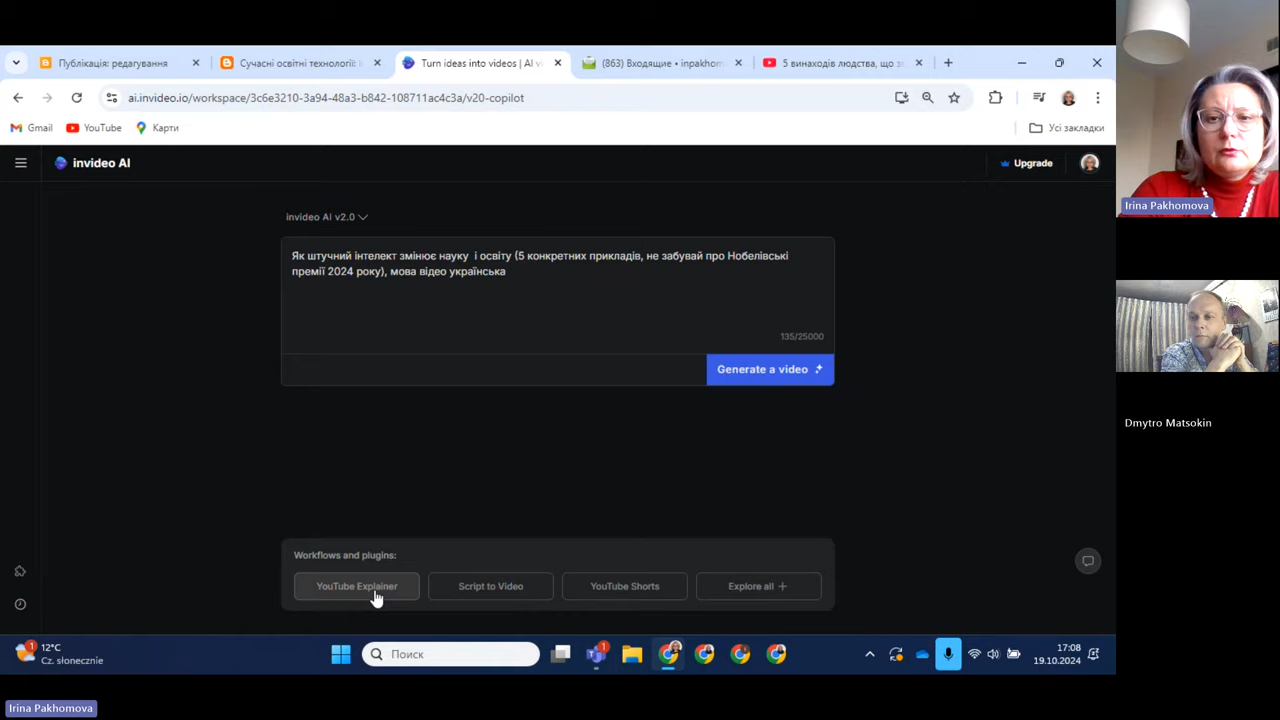 Публікація: редагування
Сучасні освітні технології: і
Turn ideas into videos | AI vi
(863) Входящие • inpakhom
5 винаходів людства, що зм
ai.invideo.io/workspace/3c6e3210-3a94-48a3-b842-108711ac4c3a/v20-copilot
Gmail
YouTube
Карти
Усі закладки
invideo AI
Upgrade
invideo AI v2.0
Як штучний інтелект змінює науку і освіту (5 конкретних прикладів, не забувай про Нобелівські
премії 2024 року), мова відео українська
135/25000
Generate a video
Workflows and plugins:
YouTube Explainer
Script to Video
YouTube Shorts
Explore all
1
12°C
Cz. słonecznie
Поиск
1
17:08
19.10.2024
Irina Pakhomova
Dmytro Matsokin
Irina Pakhomova